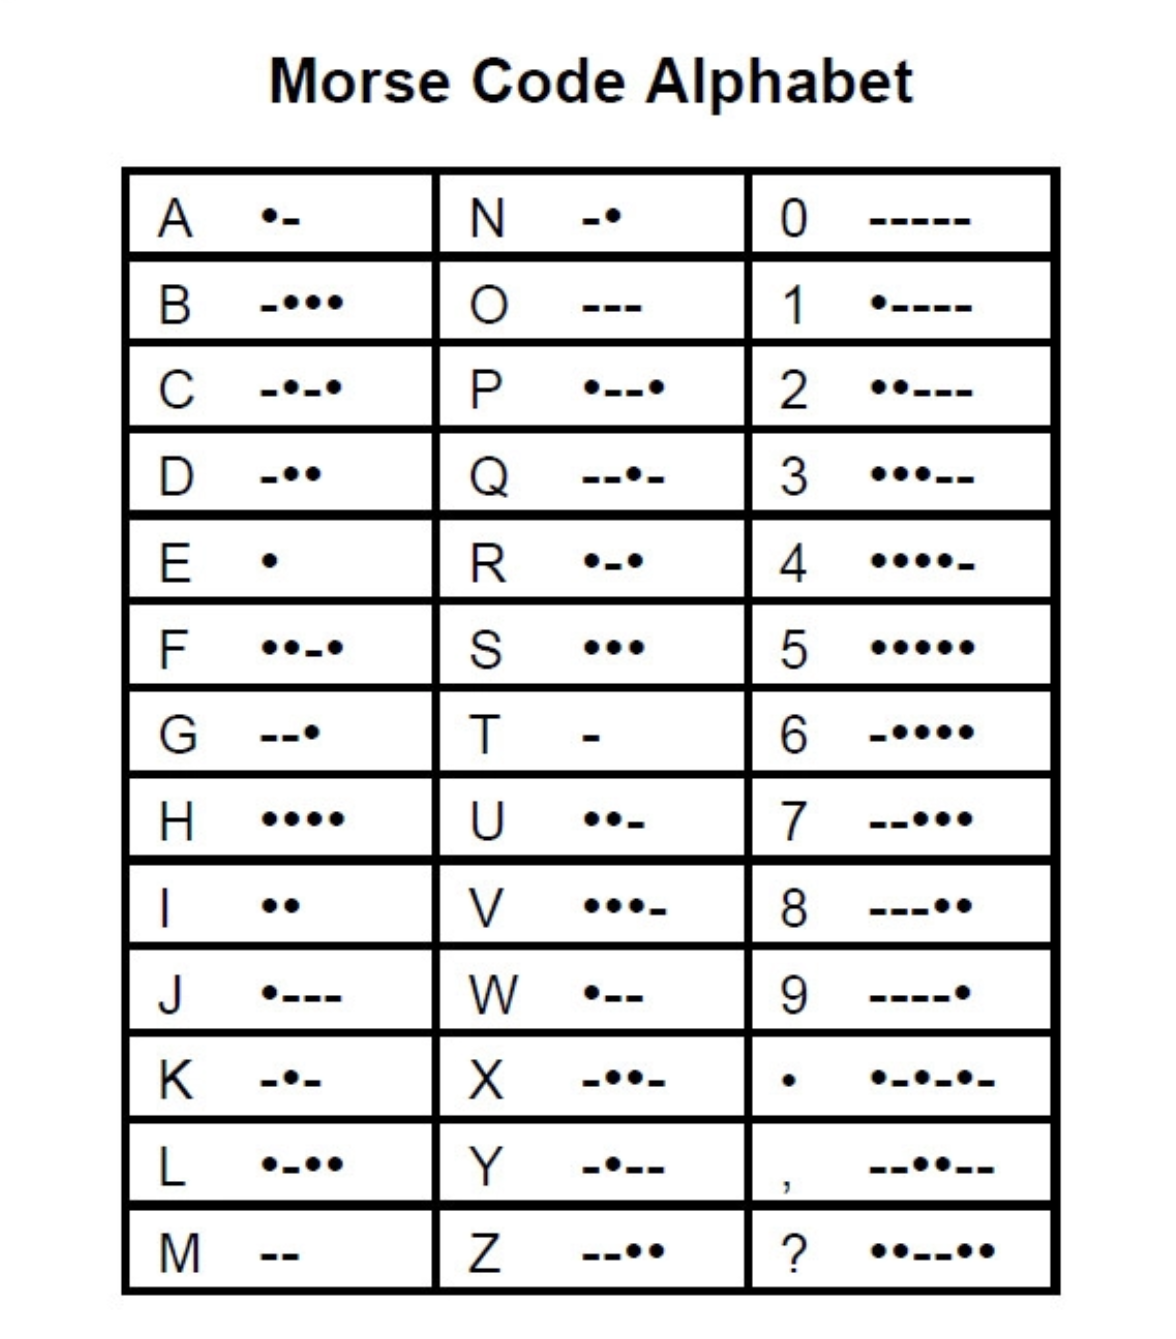 Morse Code Alphabet
A •- N -• 0 -----
B -••• O --- 1 •----
C -•-• P •--• 2 ••---
D -•• Q --•- 3 •••--
E • R •-• 4 ••••-
F ••-• S ••• 5 •••••
G --• T - 6 -••••
H •••• U ••- 7 --•••
I •• V •••- 8 ---••
J •--- W •-- 9 ----•
K -•- X -••- • •-•-•-
L •-•• Y -•-- , --••--
M -- Z --•• ? ••--••